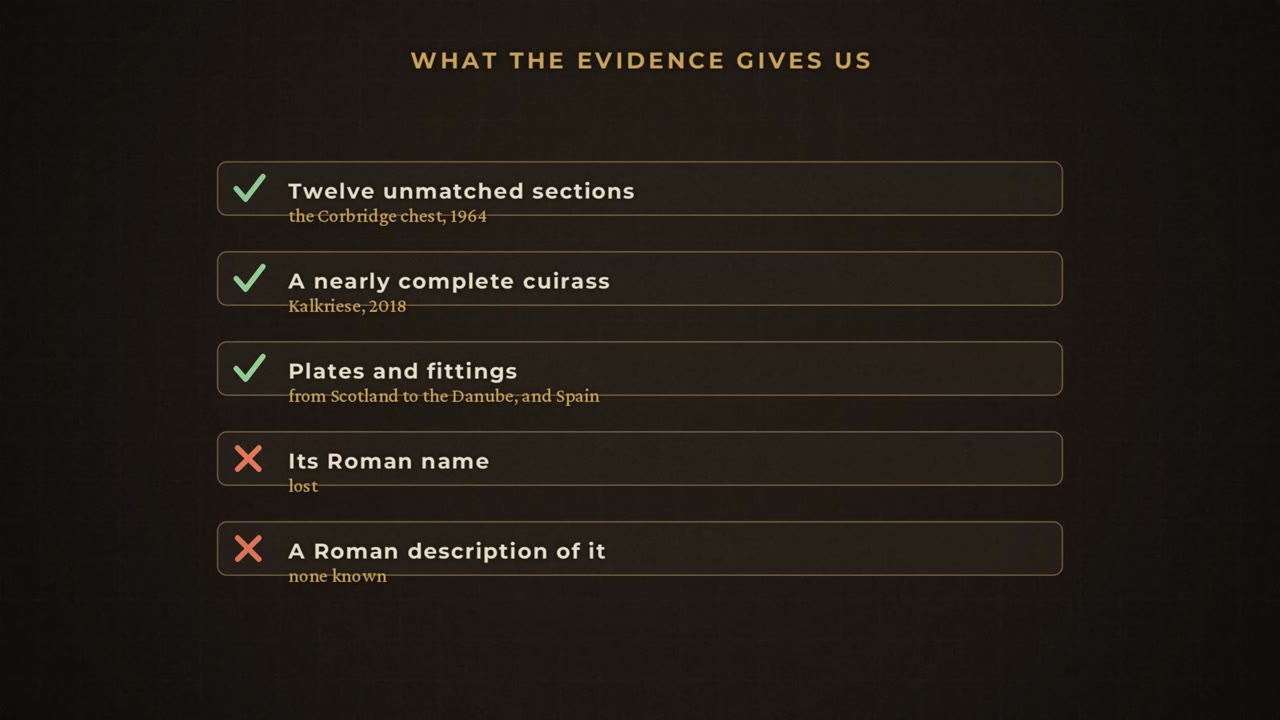 WHAT THE EVIDENCE GIVES US
Twelve unmatched sections
the Corbridge chest, 1964
A nearly complete cuirass
Kalkriese, 2018
Plates and fittings
from Scotland to the Danube, and Spain
Its Roman name
lost
A Roman description of it
none known